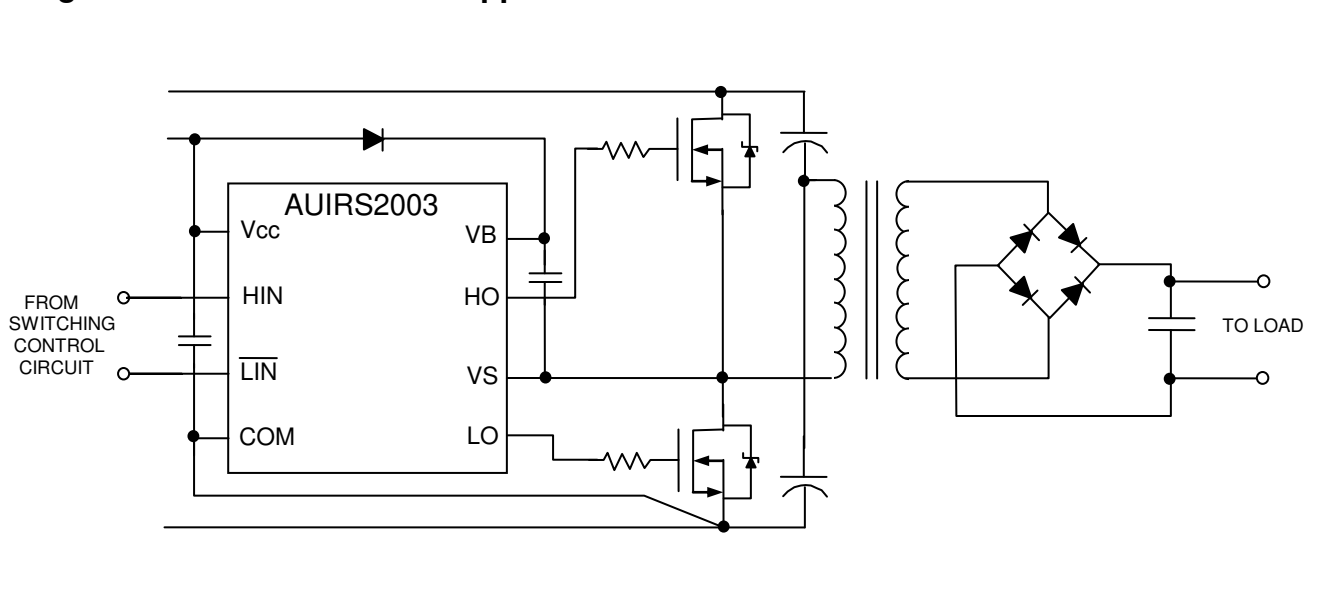 AUIRS2003
Vcc
HIN
LIN
COM
VB
HO
VS
LO
FROM
SWITCHING
CONTROL
CIRCUIT
TO LOAD